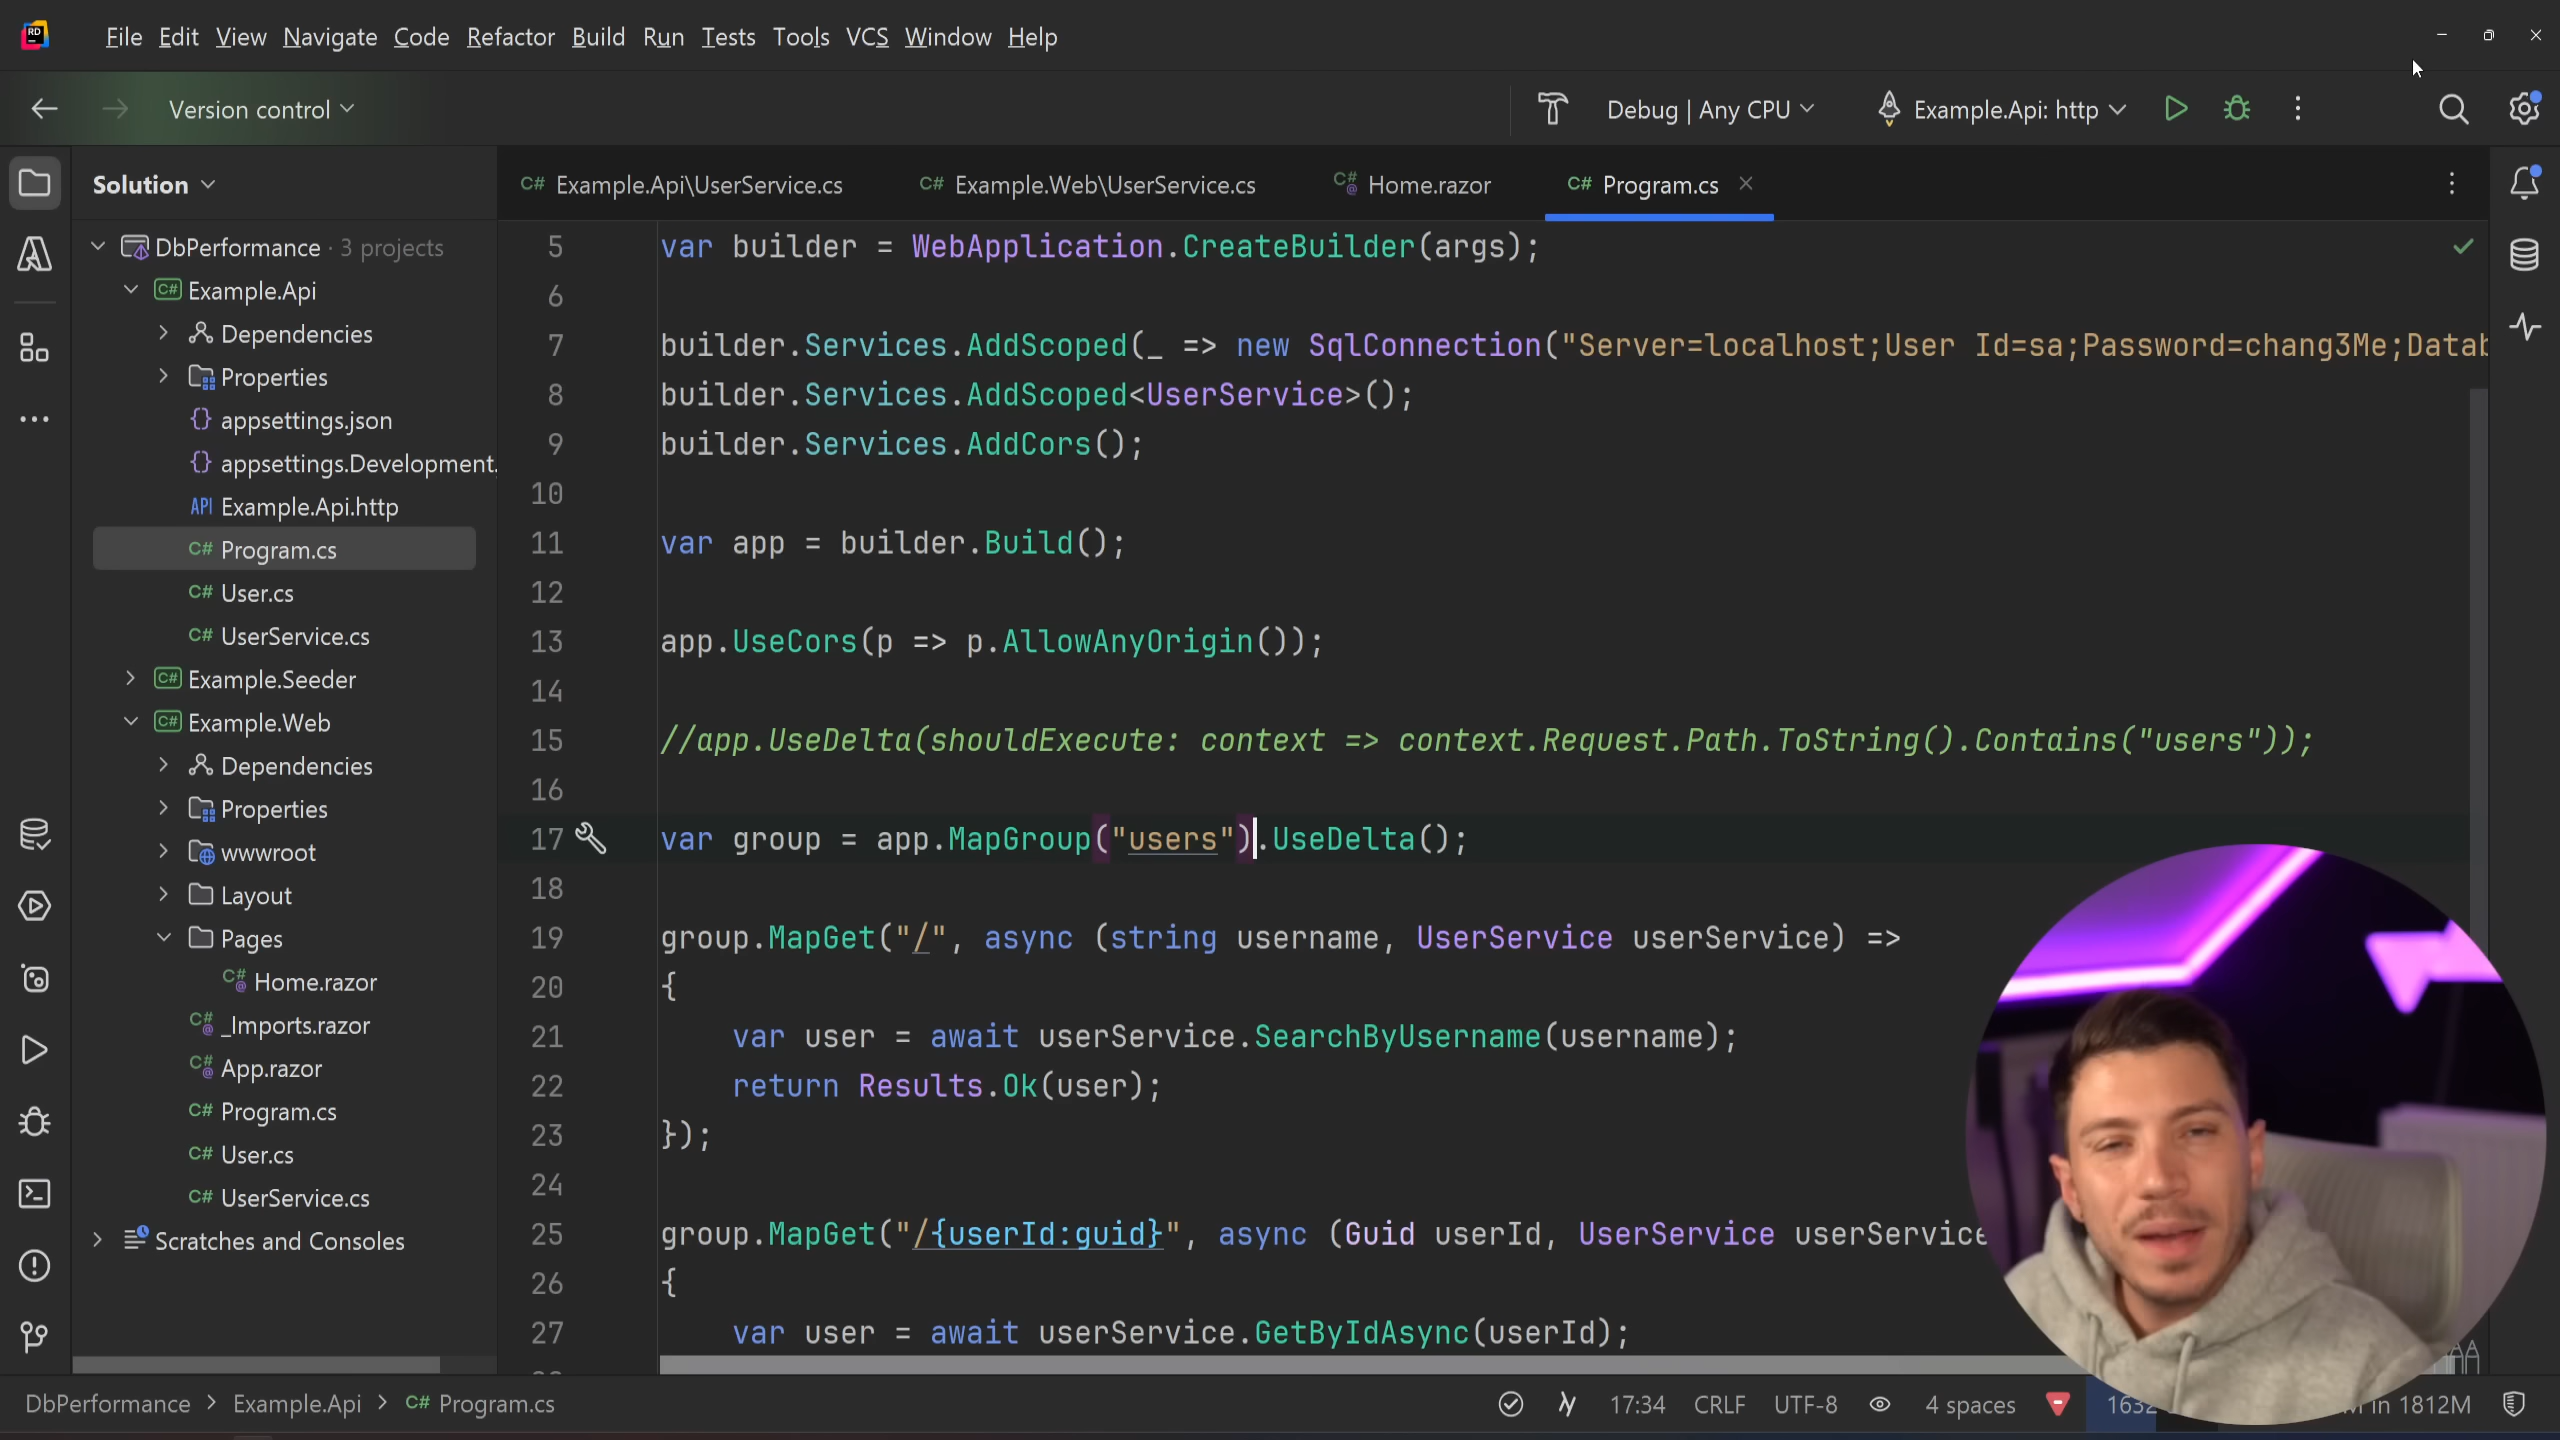 RD
File Edit View Navigate Code Refactor Build Run Tests Tools VCS Window Help
Version control
Debug | Any CPU
Example.Api: http
Solution
C# Example.Api\UserService.cs
C# Example.Web\UserService.cs
C# Home.razor
C# Program.cs
DbPerformance · 3 projects
C# Example.Api
Dependencies
Properties
{} appsettings.json
{} appsettings.Development.
API Example.Api.http
C# Program.cs
C# User.cs
C# UserService.cs
C# Example.Seeder
C# Example.Web
Dependencies
Properties
wwwroot
Layout
Pages
C# Home.razor
C# _Imports.razor
C# App.razor
C# Program.cs
C# User.cs
C# UserService.cs
Scratches and Consoles
5 var builder = WebApplication.CreateBuilder(args);
6
7 builder.Services.AddScoped(_ => new SqlConnection("Server=localhost;User Id=sa;Password=chang3Me;Datab
8 builder.Services.AddScoped<UserService>();
9 builder.Services.AddCors();
10
11 var app = builder.Build();
12
13 app.UseCors(p => p.AllowAnyOrigin());
14
15 //app.UseDelta(shouldExecute: context => context.Request.Path.ToString().Contains("users"));
16
17 var group = app.MapGroup("users").UseDelta();
18
19 group.MapGet("/", async (string username, UserService userService) =>
20 {
21 var user = await userService.SearchByUsername(username);
22 return Results.Ok(user);
23 });
24
25 group.MapGet("/{userId:guid}", async (Guid userId, UserService userService
26 {
27 var user = await userService.GetByIdAsync(userId);
DbPerformance > Example.Api > C# Program.cs
17:34 CRLF UTF-8 4 spaces 1632 in 1812M